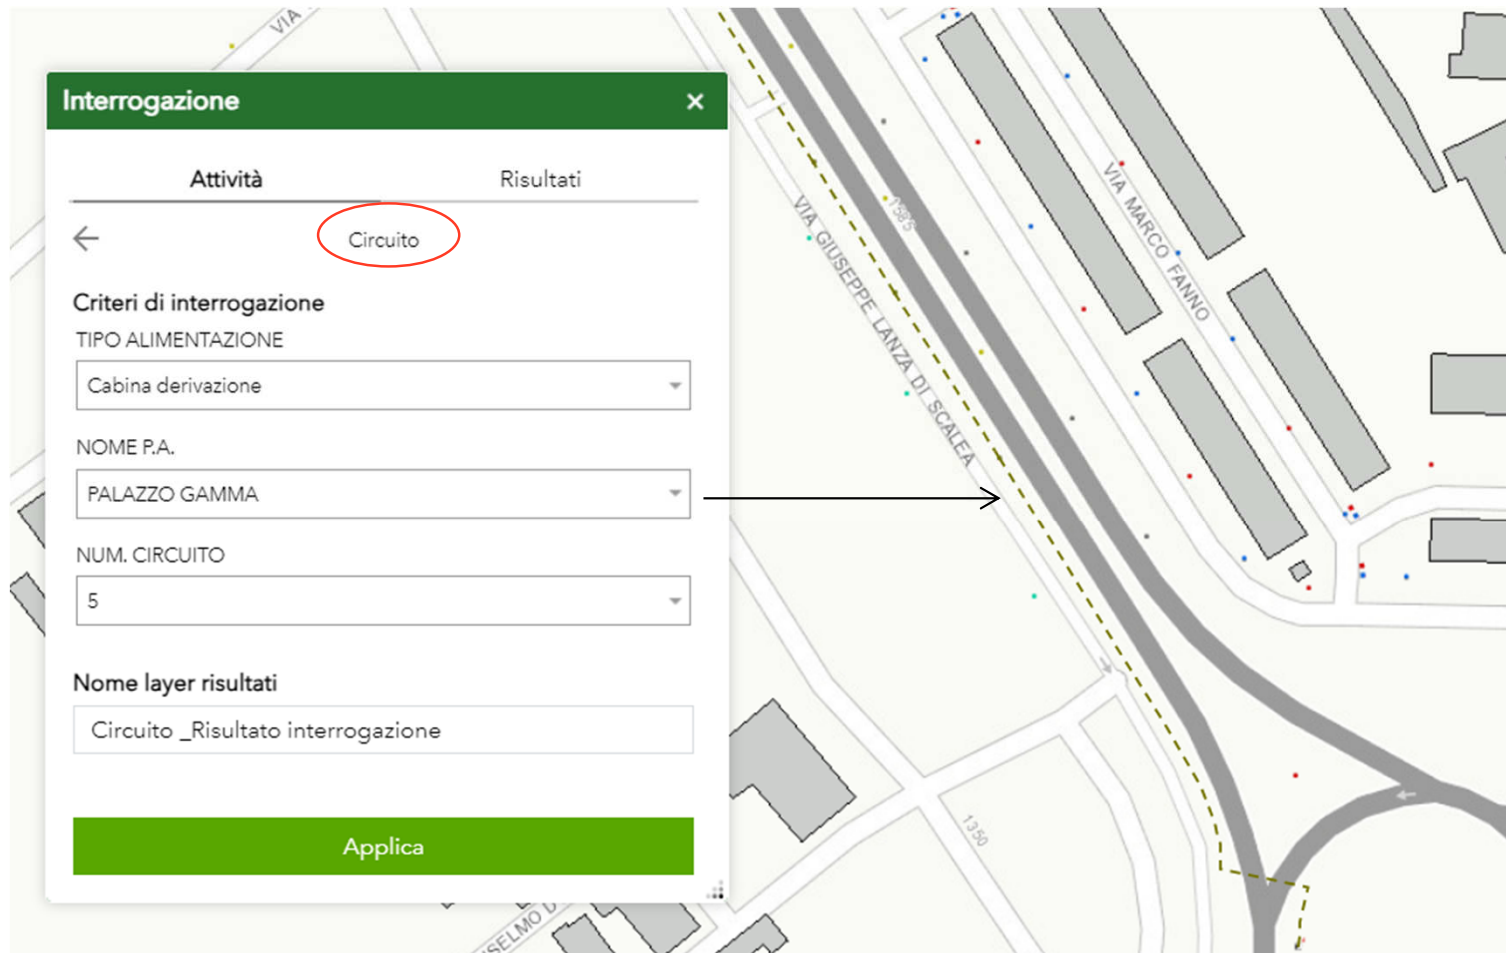 VIA
Interrogazione
×
Attività
Risultati
Circuito
Criteri di interrogazione
TIPO ALIMENTAZIONE
Cabina derivazione
NOME P.A.
PALAZZO GAMMA
NUM. CIRCUITO
5
Nome layer risultati
Circuito _Risultato interrogazione
Applica
VIA GIUSEPPE LANZA DI SCALEA
1585
VIA MARCO FANNO
1350